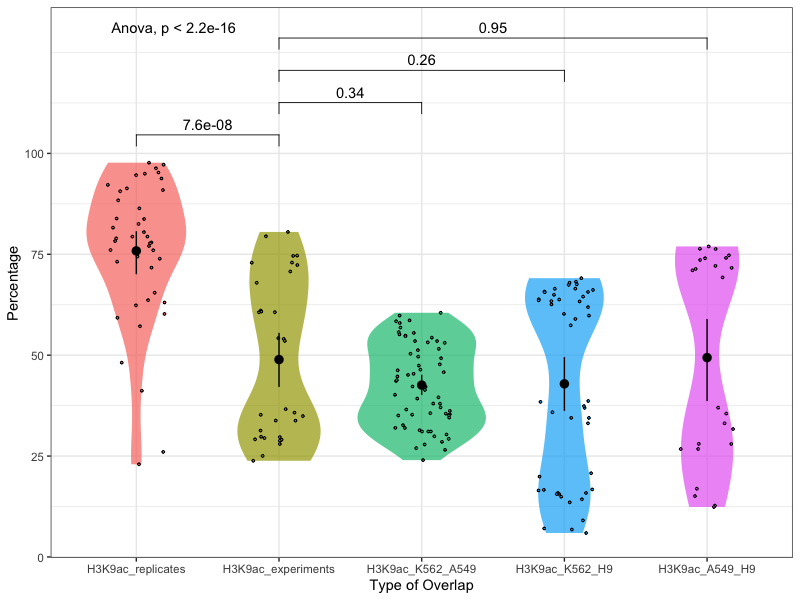 Anova, p < 2.2e-16
0.95
0.26
0.34
7.6e-08
100
75
50
25
0
Percentage
H3K9ac_replicates H3K9ac_experiments H3K9ac_K562_A549 H3K9ac_K562_H9 H3K9ac_A549_H9
Type of Overlap